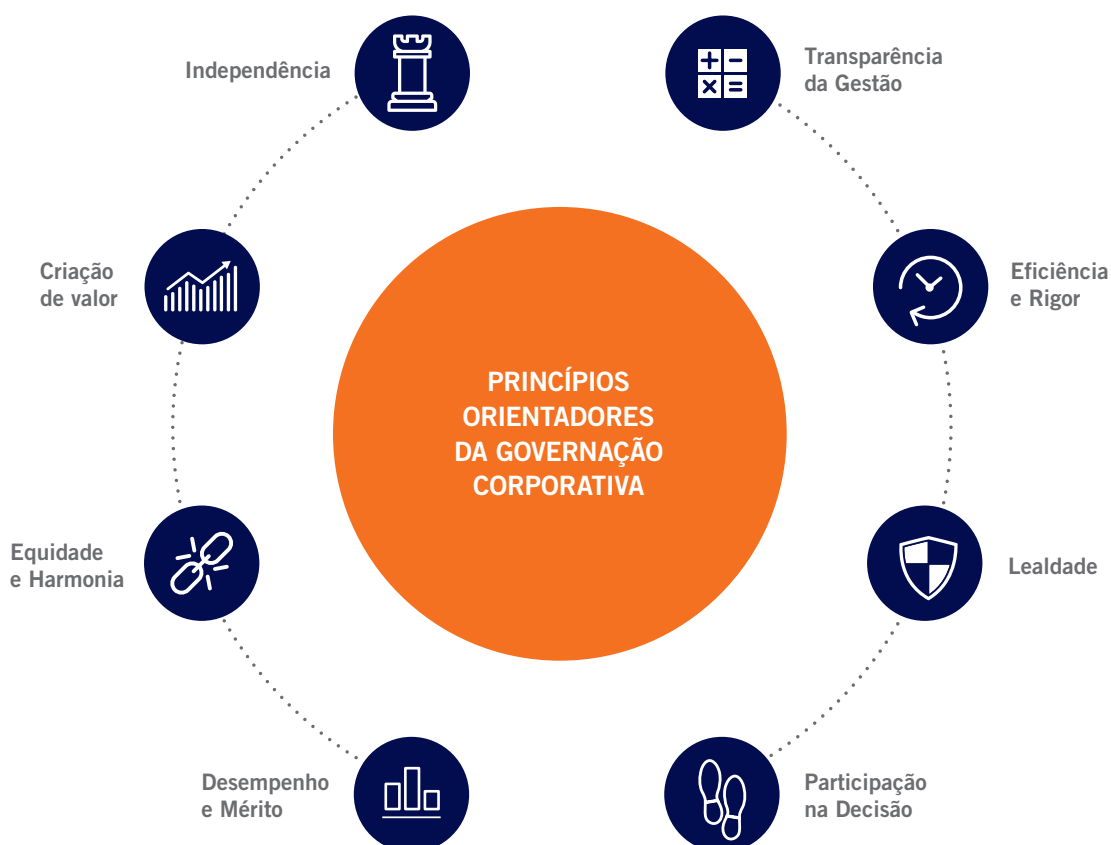 Independência
Transparência
da Gestão
Criação
de valor
Eficiência
e Rigor
PRINCÍPIOS
ORIENTADORES
DA GOVERNAÇÃO
CORPORATIVA
Equidade
e Harmonia
Lealdade
Desempenho
e Mérito
Participação
na Decisão